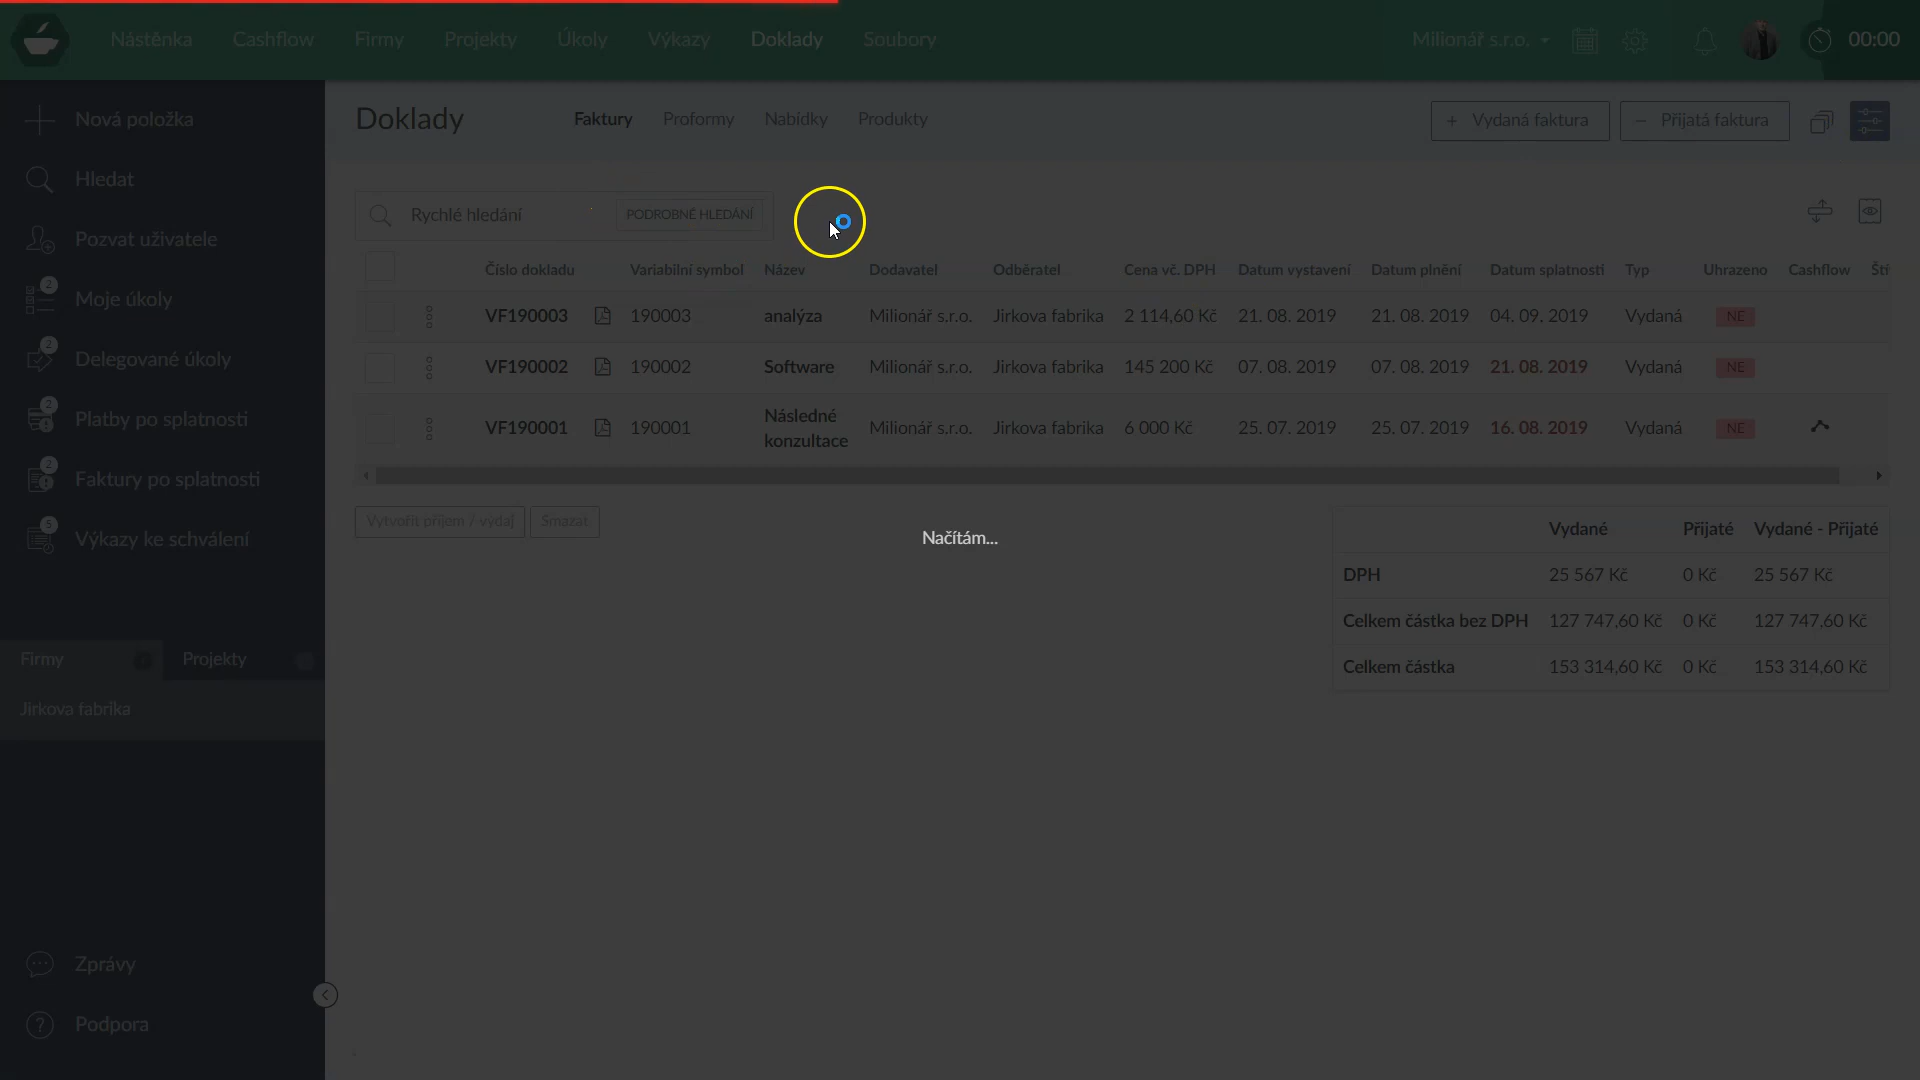 Nástěnka Cashflow Firmy Projekty Úkoly Výkazy Doklady Soubory Milionář s.r.o. 00:00
Nová položka
Hledat
Pozvat uživatele
2
Moje úkoly
2
Delegované úkoly
2
Platby po splatnosti
2
Faktury po splatnosti
5
Výkazy ke schválení
Firmy Projekty
Jirkova fabrika
Zprávy
Podpora
Doklady Faktury Proformy Nabídky Produkty + Vydaná faktura − Přijatá faktura
Rychlé hledání PODROBNÉ HLEDÁNÍ
Číslo dokladu Variabilní symbol Název Dodavatel Odběratel Cena vč. DPH Datum vystavení Datum plnění Datum splatnosti Typ Uhrazeno Cashflow Ští
VF190003 190003 analýza Milionář s.r.o. Jirkova fabrika 2 114,60 Kč 21. 08. 2019 21. 08. 2019 04. 09. 2019 Vydaná NE
VF190002 190002 Software Milionář s.r.o. Jirkova fabrika 145 200 Kč 07. 08. 2019 07. 08. 2019 21. 08. 2019 Vydaná NE
VF190001 190001 Následné konzultace Milionář s.r.o. Jirkova fabrika 6 000 Kč 25. 07. 2019 25. 07. 2019 16. 08. 2019 Vydaná NE
Vytvořit příjem / výdaj Smazat
Načítám...
Vydané Přijaté Vydané - Přijaté
DPH 25 567 Kč 0 Kč 25 567 Kč
Celkem částka bez DPH 127 747,60 Kč 0 Kč 127 747,60 Kč
Celkem částka 153 314,60 Kč 0 Kč 153 314,60 Kč